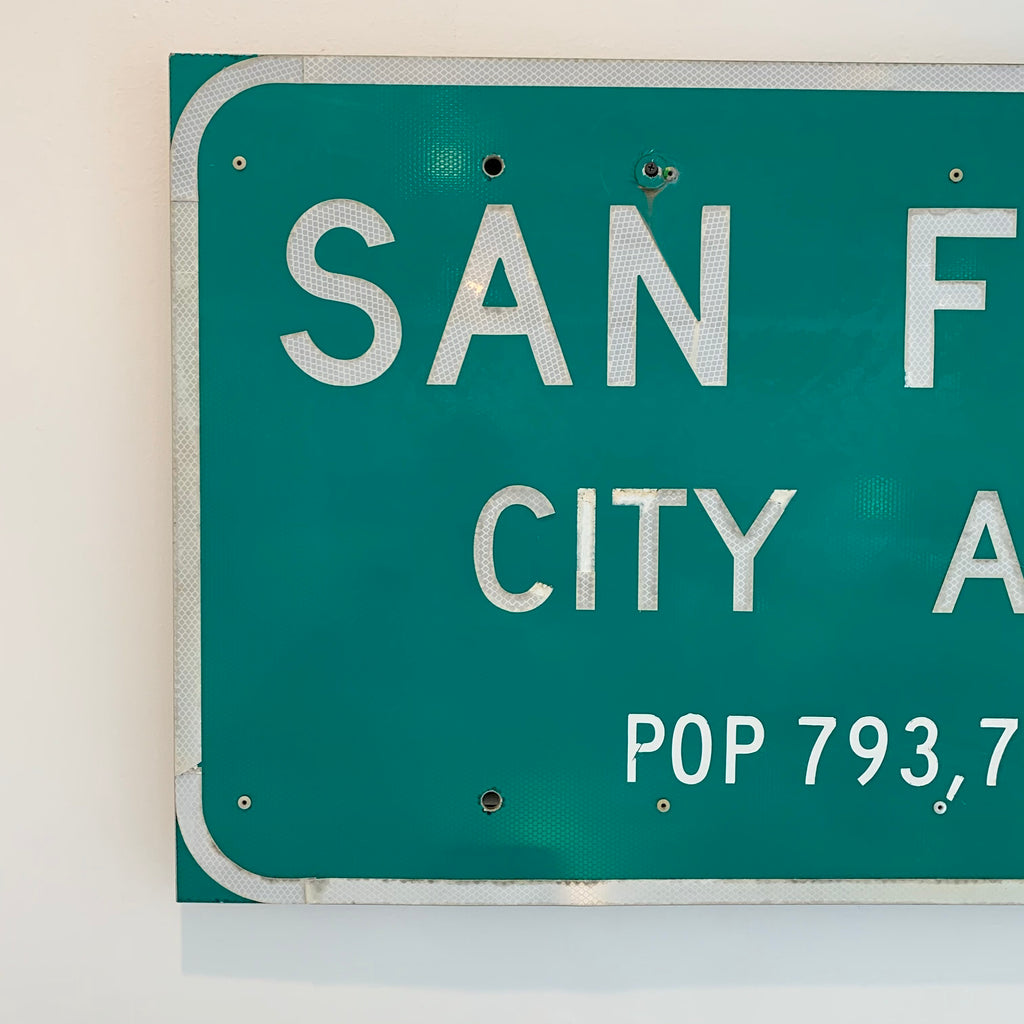 SAN F
CITY A
POP 793,7